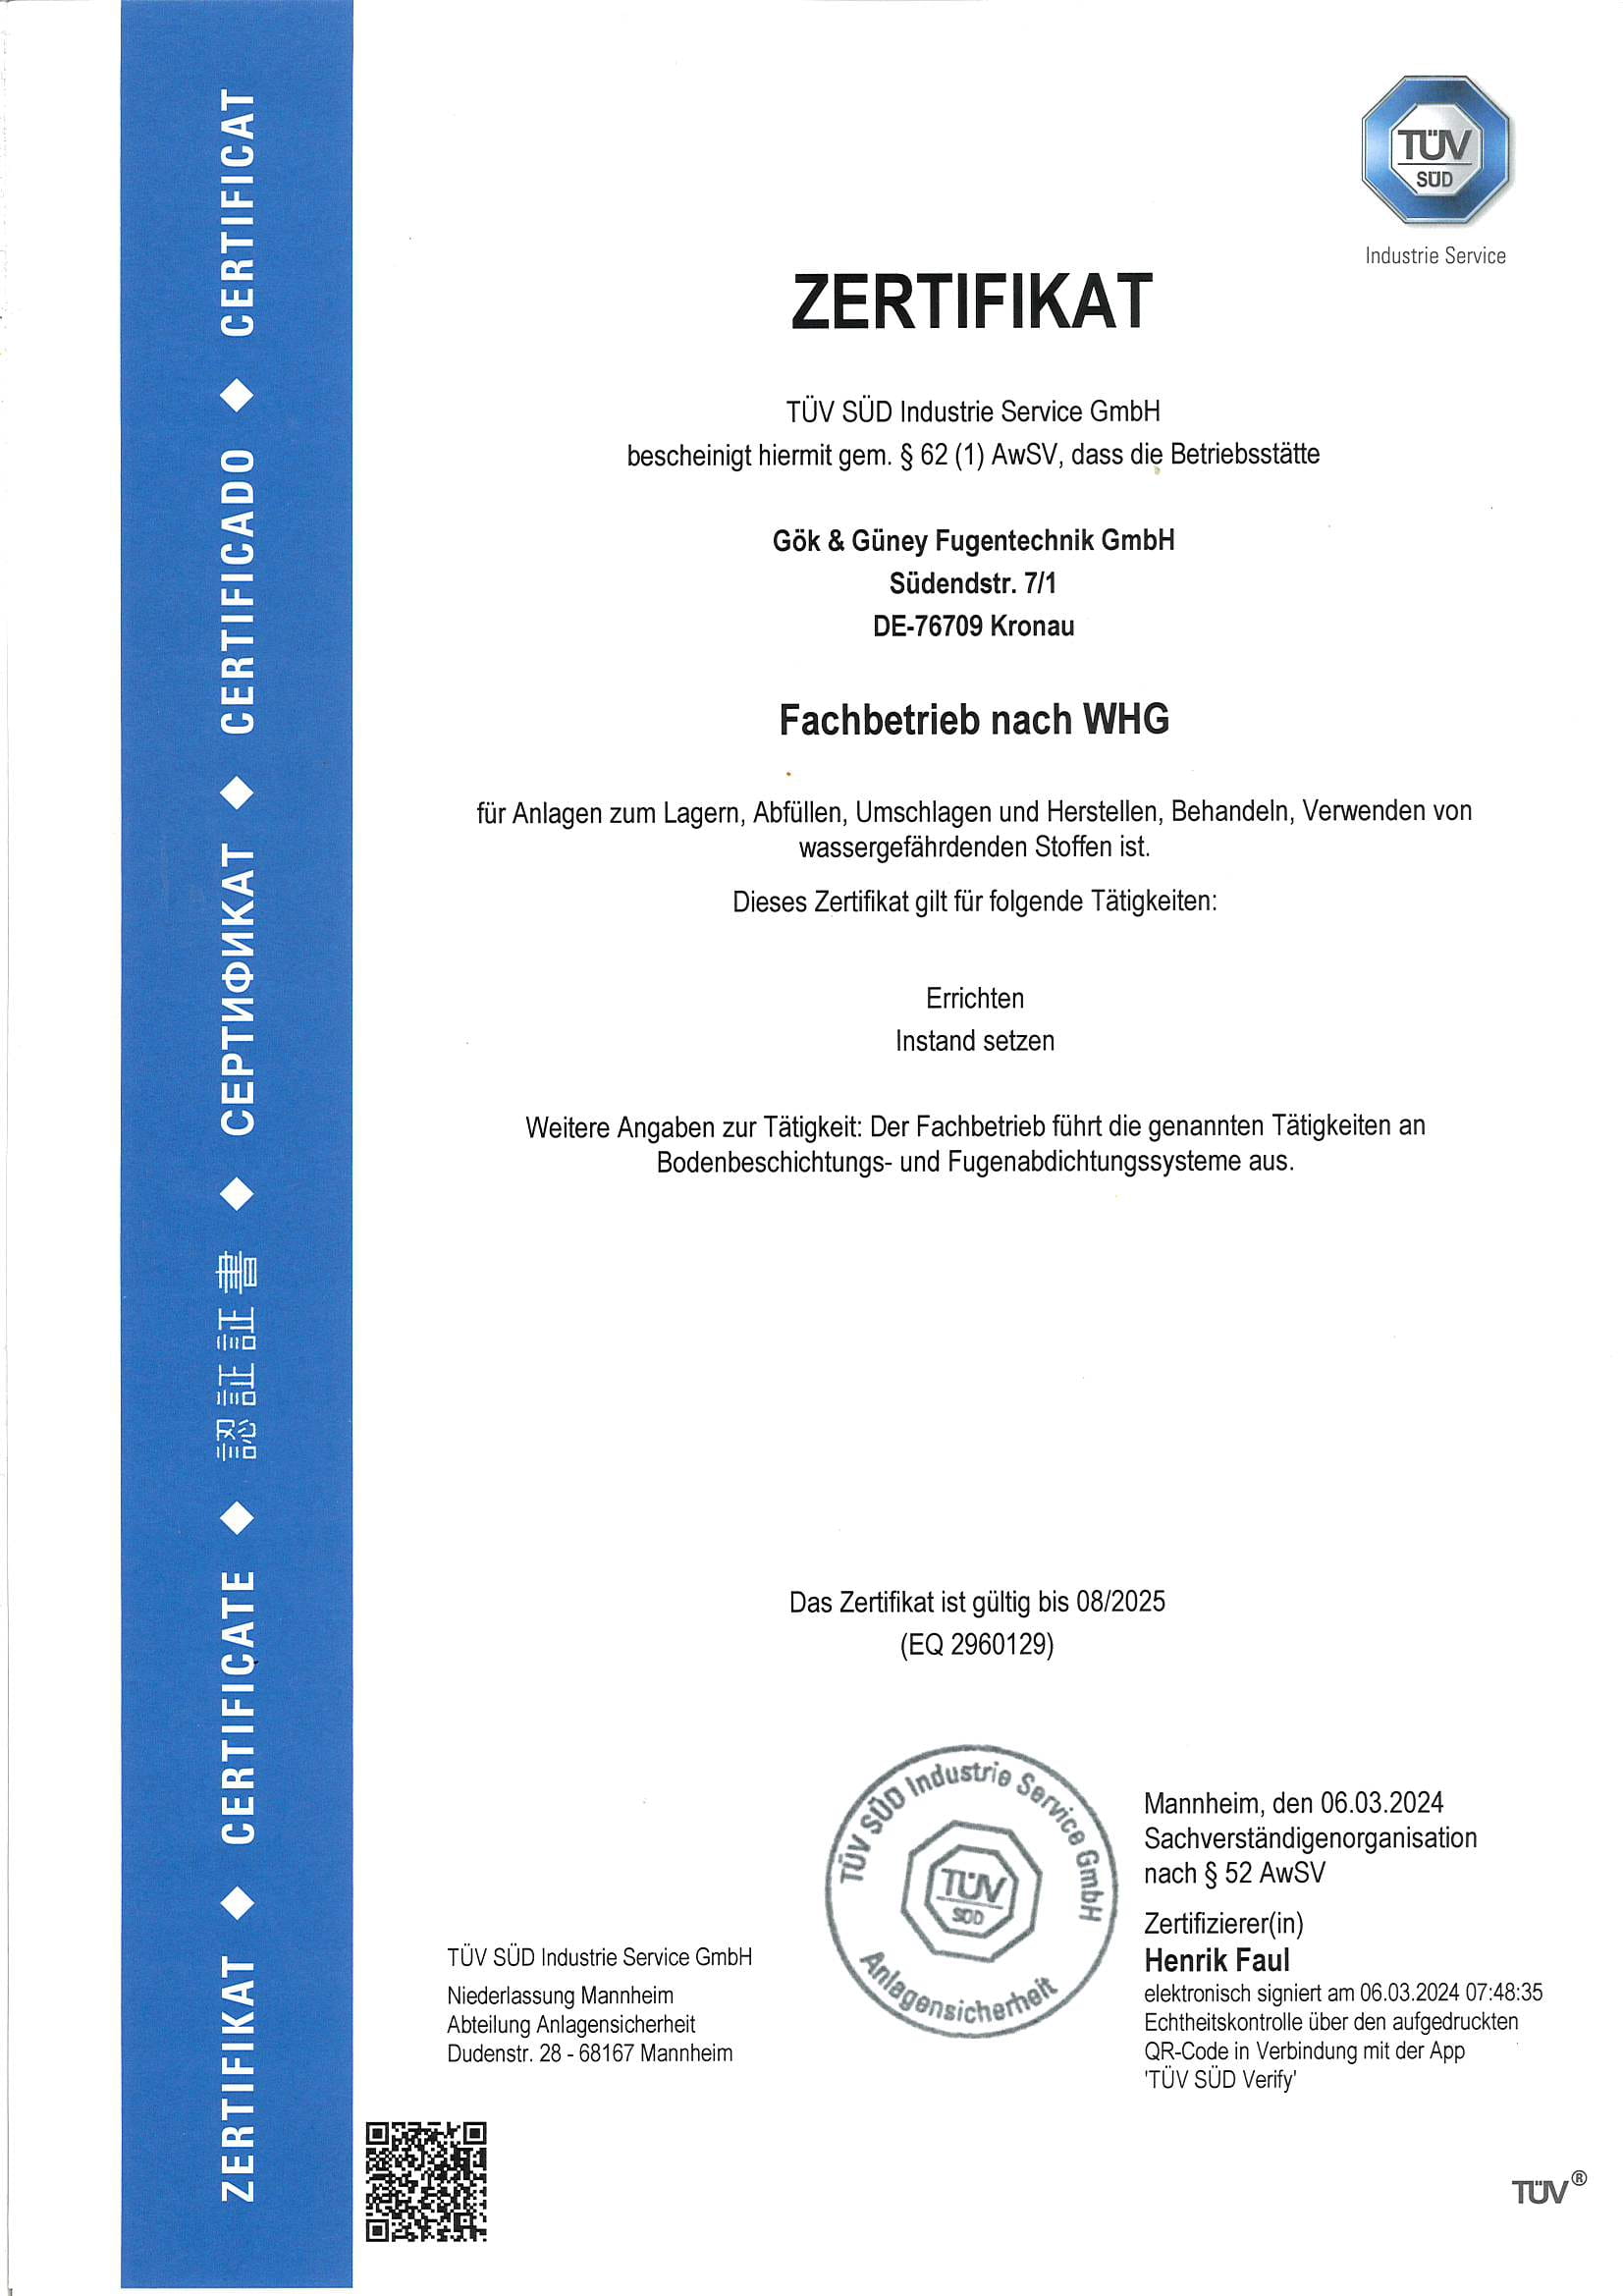 ZERTIFIKAT ◆ CERTIFICATE ◆ 認証証書 ◆ СЕРТИФИКАТ ◆ CERTIFICADO ◆ CERTIFICAT
TÜV
SÜD
Industrie Service
ZERTIFIKAT
TÜV SÜD Industrie Service GmbH
bescheinigt hiermit gem. § 62 (1) AwSV, dass die Betriebsstätte
Gök & Güney Fugentechnik GmbH
Südendstr. 7/1
DE-76709 Kronau
Fachbetrieb nach WHG
für Anlagen zum Lagern, Abfüllen, Umschlagen und Herstellen, Behandeln, Verwenden von
wassergefährdenden Stoffen ist.
Dieses Zertifikat gilt für folgende Tätigkeiten:
Errichten
Instand setzen
Weitere Angaben zur Tätigkeit: Der Fachbetrieb führt die genannten Tätigkeiten an
Bodenbeschichtungs- und Fugenabdichtungssysteme aus.
Das Zertifikat ist gültig bis 08/2025
(EQ 2960129)
TÜV SÜD Industrie Service GmbH
TÜV
SÜD
Anlagensicherheit
Mannheim, den 06.03.2024
Sachverständigenorganisation
nach § 52 AwSV
Zertifizierer(in)
Henrik Faul
elektronisch signiert am 06.03.2024 07:48:35
Echtheitskontrolle über den aufgedruckten
QR-Code in Verbindung mit der App
'TÜV SÜD Verify'
TÜV SÜD Industrie Service GmbH
Niederlassung Mannheim
Abteilung Anlagensicherheit
Dudenstr. 28 - 68167 Mannheim
TÜV®